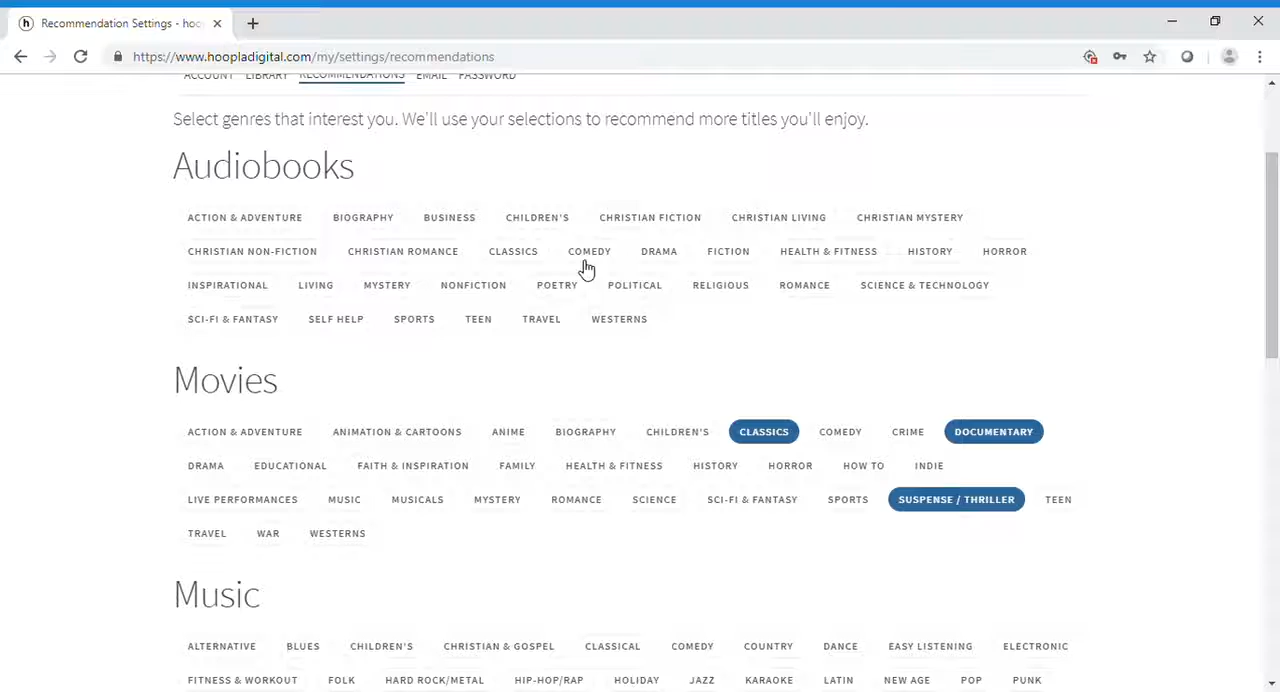 Recommendation Settings - hoo
https://www.hoopladigital.com/my/settings/recommendations
ACCOUNT LIBRARY RECOMMENDATIONS EMAIL PASSWORD
Select genres that interest you. We'll use your selections to recommend more titles you'll enjoy.
Audiobooks
ACTION & ADVENTURE BIOGRAPHY BUSINESS CHILDREN'S CHRISTIAN FICTION CHRISTIAN LIVING CHRISTIAN MYSTERY
CHRISTIAN NON-FICTION CHRISTIAN ROMANCE CLASSICS COMEDY DRAMA FICTION HEALTH & FITNESS HISTORY HORROR
INSPIRATIONAL LIVING MYSTERY NONFICTION POETRY POLITICAL RELIGIOUS ROMANCE SCIENCE & TECHNOLOGY
SCI-FI & FANTASY SELF HELP SPORTS TEEN TRAVEL WESTERNS
Movies
ACTION & ADVENTURE ANIMATION & CARTOONS ANIME BIOGRAPHY CHILDREN'S CLASSICS COMEDY CRIME DOCUMENTARY
DRAMA EDUCATIONAL FAITH & INSPIRATION FAMILY HEALTH & FITNESS HISTORY HORROR HOW TO INDIE
LIVE PERFORMANCES MUSIC MUSICALS MYSTERY ROMANCE SCIENCE SCI-FI & FANTASY SPORTS SUSPENSE / THRILLER TEEN
TRAVEL WAR WESTERNS
Music
ALTERNATIVE BLUES CHILDREN'S CHRISTIAN & GOSPEL CLASSICAL COMEDY COUNTRY DANCE EASY LISTENING ELECTRONIC
FITNESS & WORKOUT FOLK HARD ROCK/METAL HIP-HOP/RAP HOLIDAY JAZZ KARAOKE LATIN NEW AGE POP PUNK